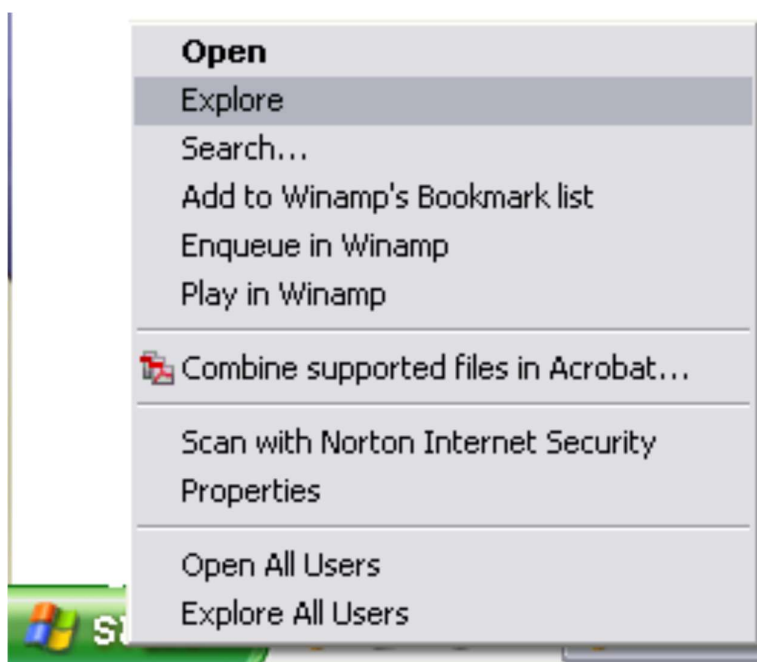 Open
Explore
Search...
Add to Winamp's Bookmark list
Enqueue in Winamp
Play in Winamp
Combine supported files in Acrobat...
Scan with Norton Internet Security
Properties
Open All Users
Explore All Users